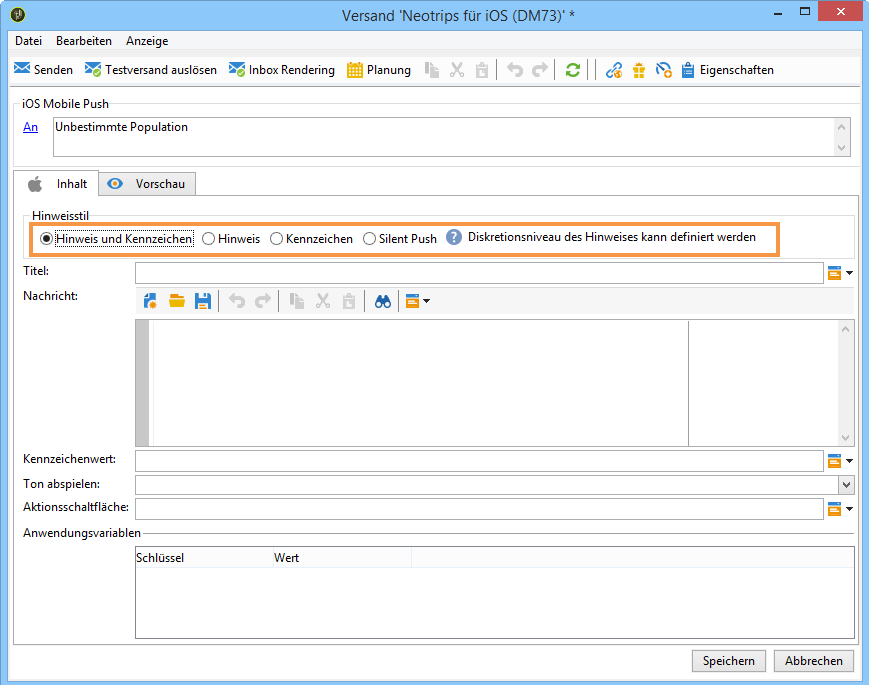 Versand 'Neotrips für iOS (DM73)' *
Datei Bearbeiten Anzeige
Senden Testversand auslösen Inbox Rendering Planung Eigenschaften
iOS Mobile Push
An Unbestimmte Population
Inhalt Vorschau
Hinweisstil
Hinweis und Kennzeichen Hinweis Kennzeichen Silent Push ? Diskretionsniveau des Hinweises kann definiert werden
Titel:
Nachricht:
Kennzeichenwert:
Ton abspielen:
Aktionsschaltfläche:
Anwendungsvariablen
Schlüssel Wert
Speichern Abbrechen